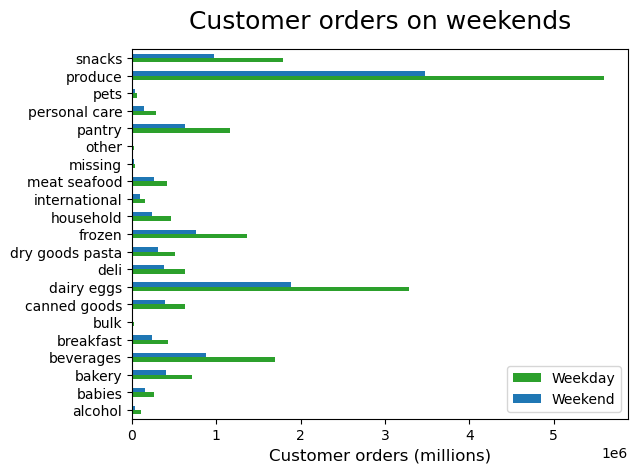 Customer orders on weekends
snacks
produce
pets
personal care
pantry
other
missing
meat seafood
international
household
frozen
dry goods pasta
deli
dairy eggs
canned goods
bulk
breakfast
beverages
bakery
babies
alcohol
Weekday
Weekend
0 1 2 3 4 5
1e6
Customer orders (millions)